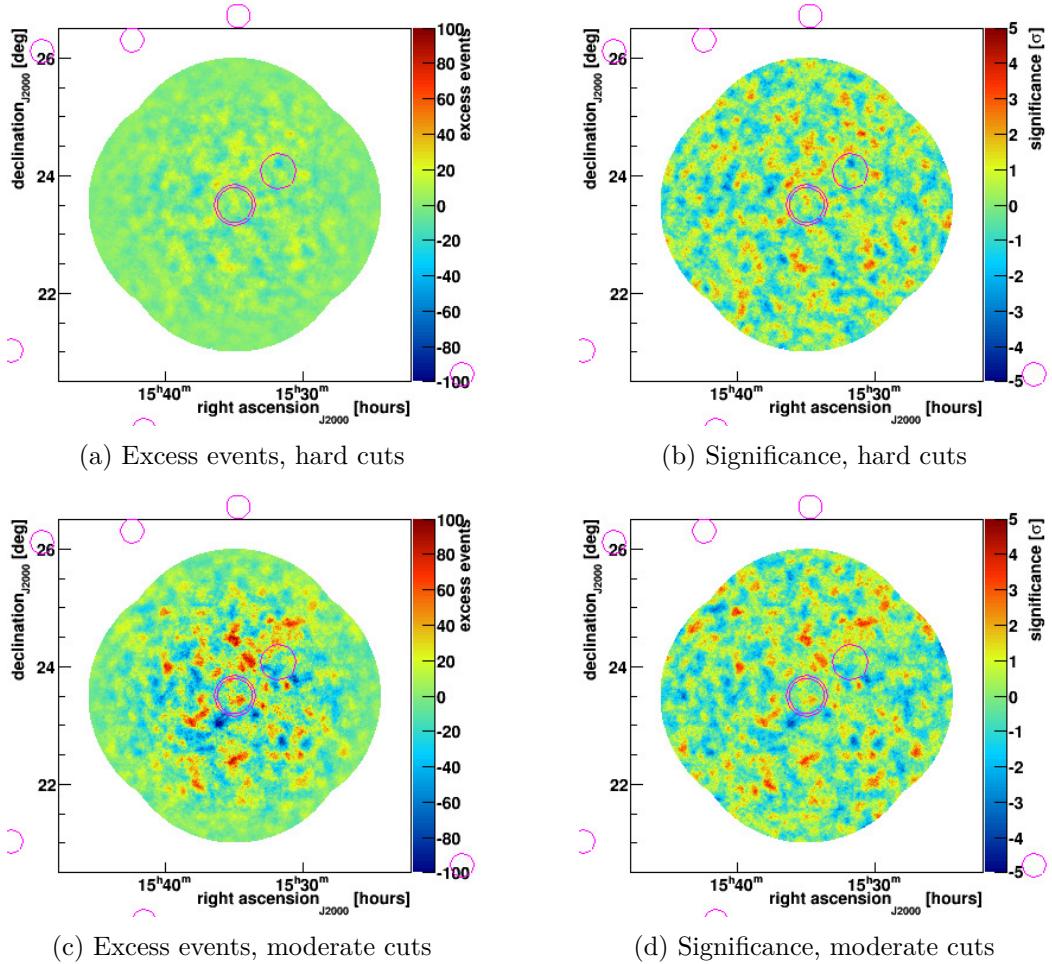 100
80
60
40
20
0
-20
-40
-60
-80
-100
excess events
declination J2000 [deg]
26
24
22
15h40m
15h30m
right ascension J2000 [hours]
(a) Excess events, hard cuts
5
4
3
2
1
0
-1
-2
-3
-4
-5
significance [σ]
declination J2000 [deg]
26
24
22
15h40m
15h30m
right ascension J2000 [hours]
(b) Significance, hard cuts
100
80
60
40
20
0
-20
-40
-60
-80
-100
excess events
declination J2000 [deg]
26
24
22
15h40m
15h30m
right ascension J2000 [hours]
(c) Excess events, moderate cuts
5
4
3
2
1
0
-1
-2
-3
-4
-5
significance [σ]
declination J2000 [deg]
26
24
22
15h40m
15h30m
right ascension J2000 [hours]
(d) Significance, moderate cuts